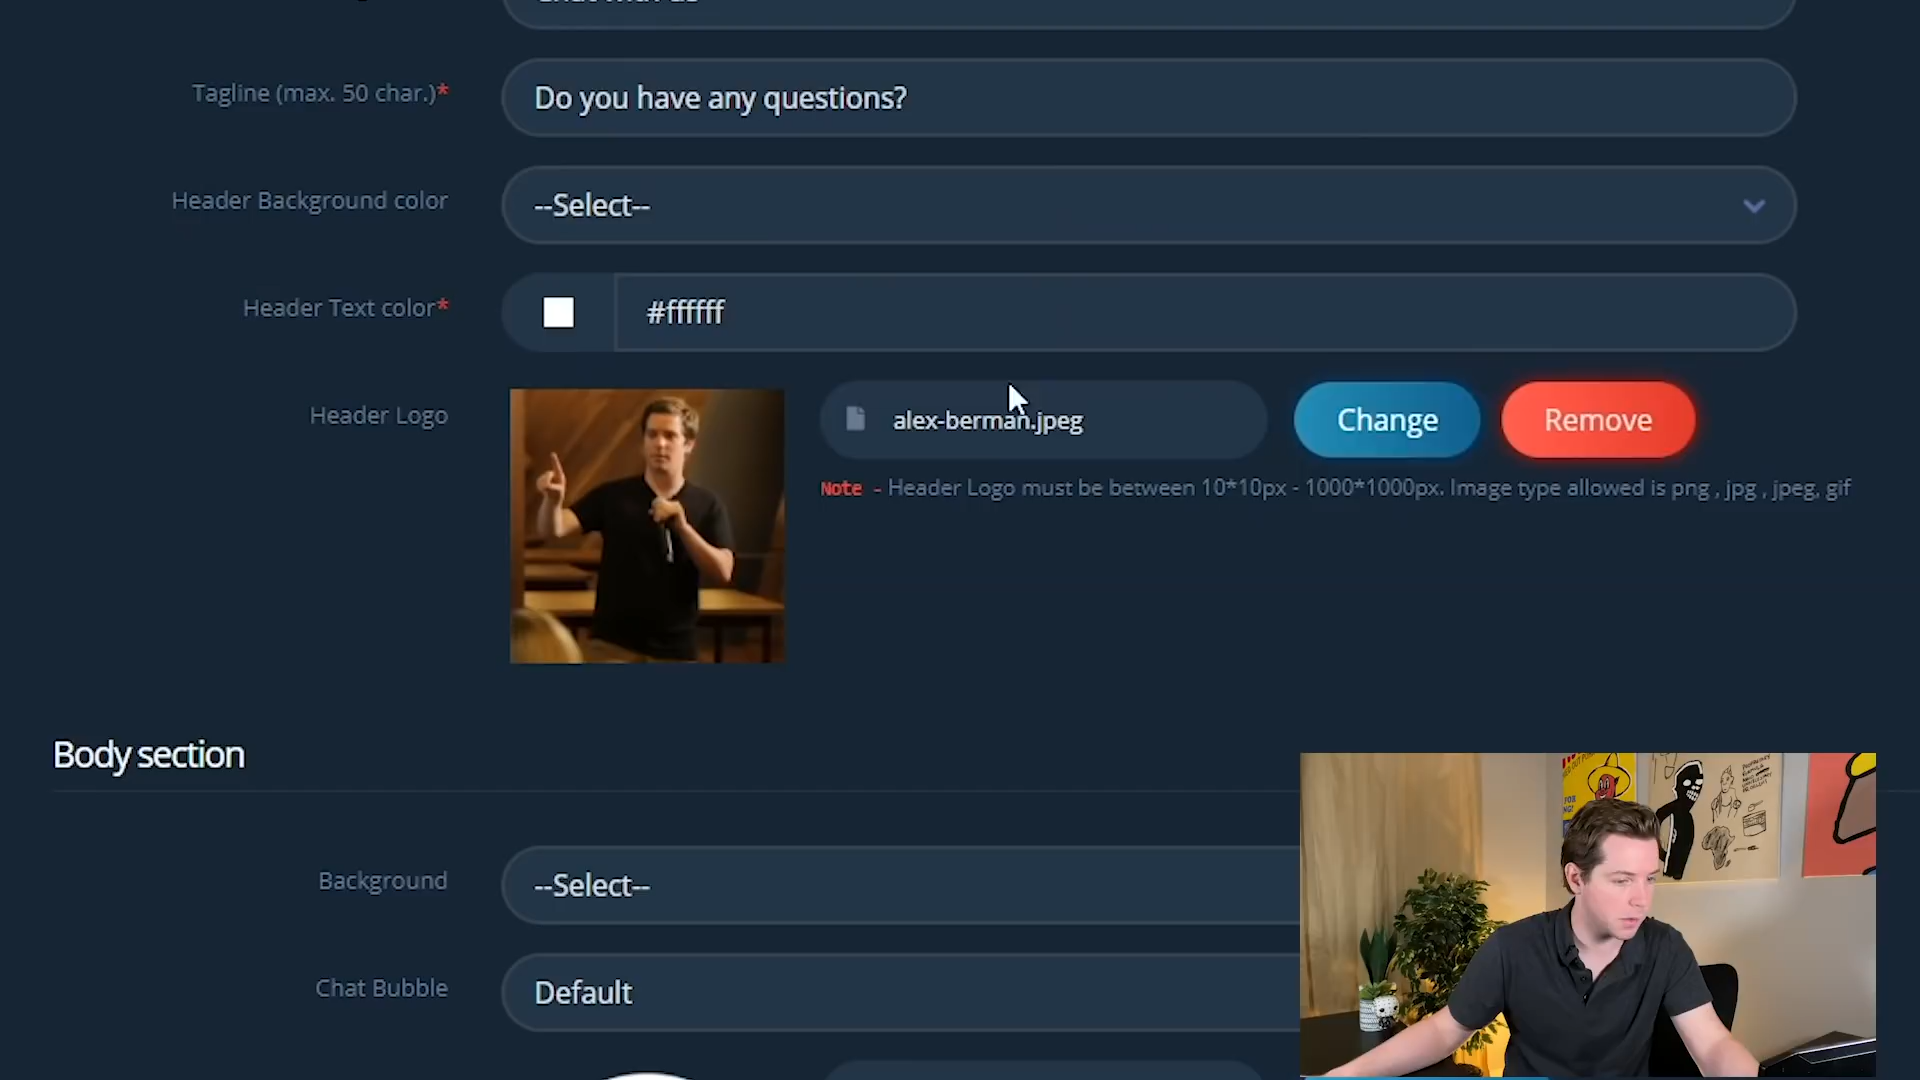 Tagline (max. 50 char.)*
Do you have any questions?
Header Background color
--Select--
Header Text color*
#ffffff
Header Logo
alex-berman.jpeg
Change
Remove
Note - Header Logo must be between 10*10px - 1000*1000px. Image type allowed is png , jpg , jpeg, gif
Body section
Background
--Select--
Chat Bubble
Default